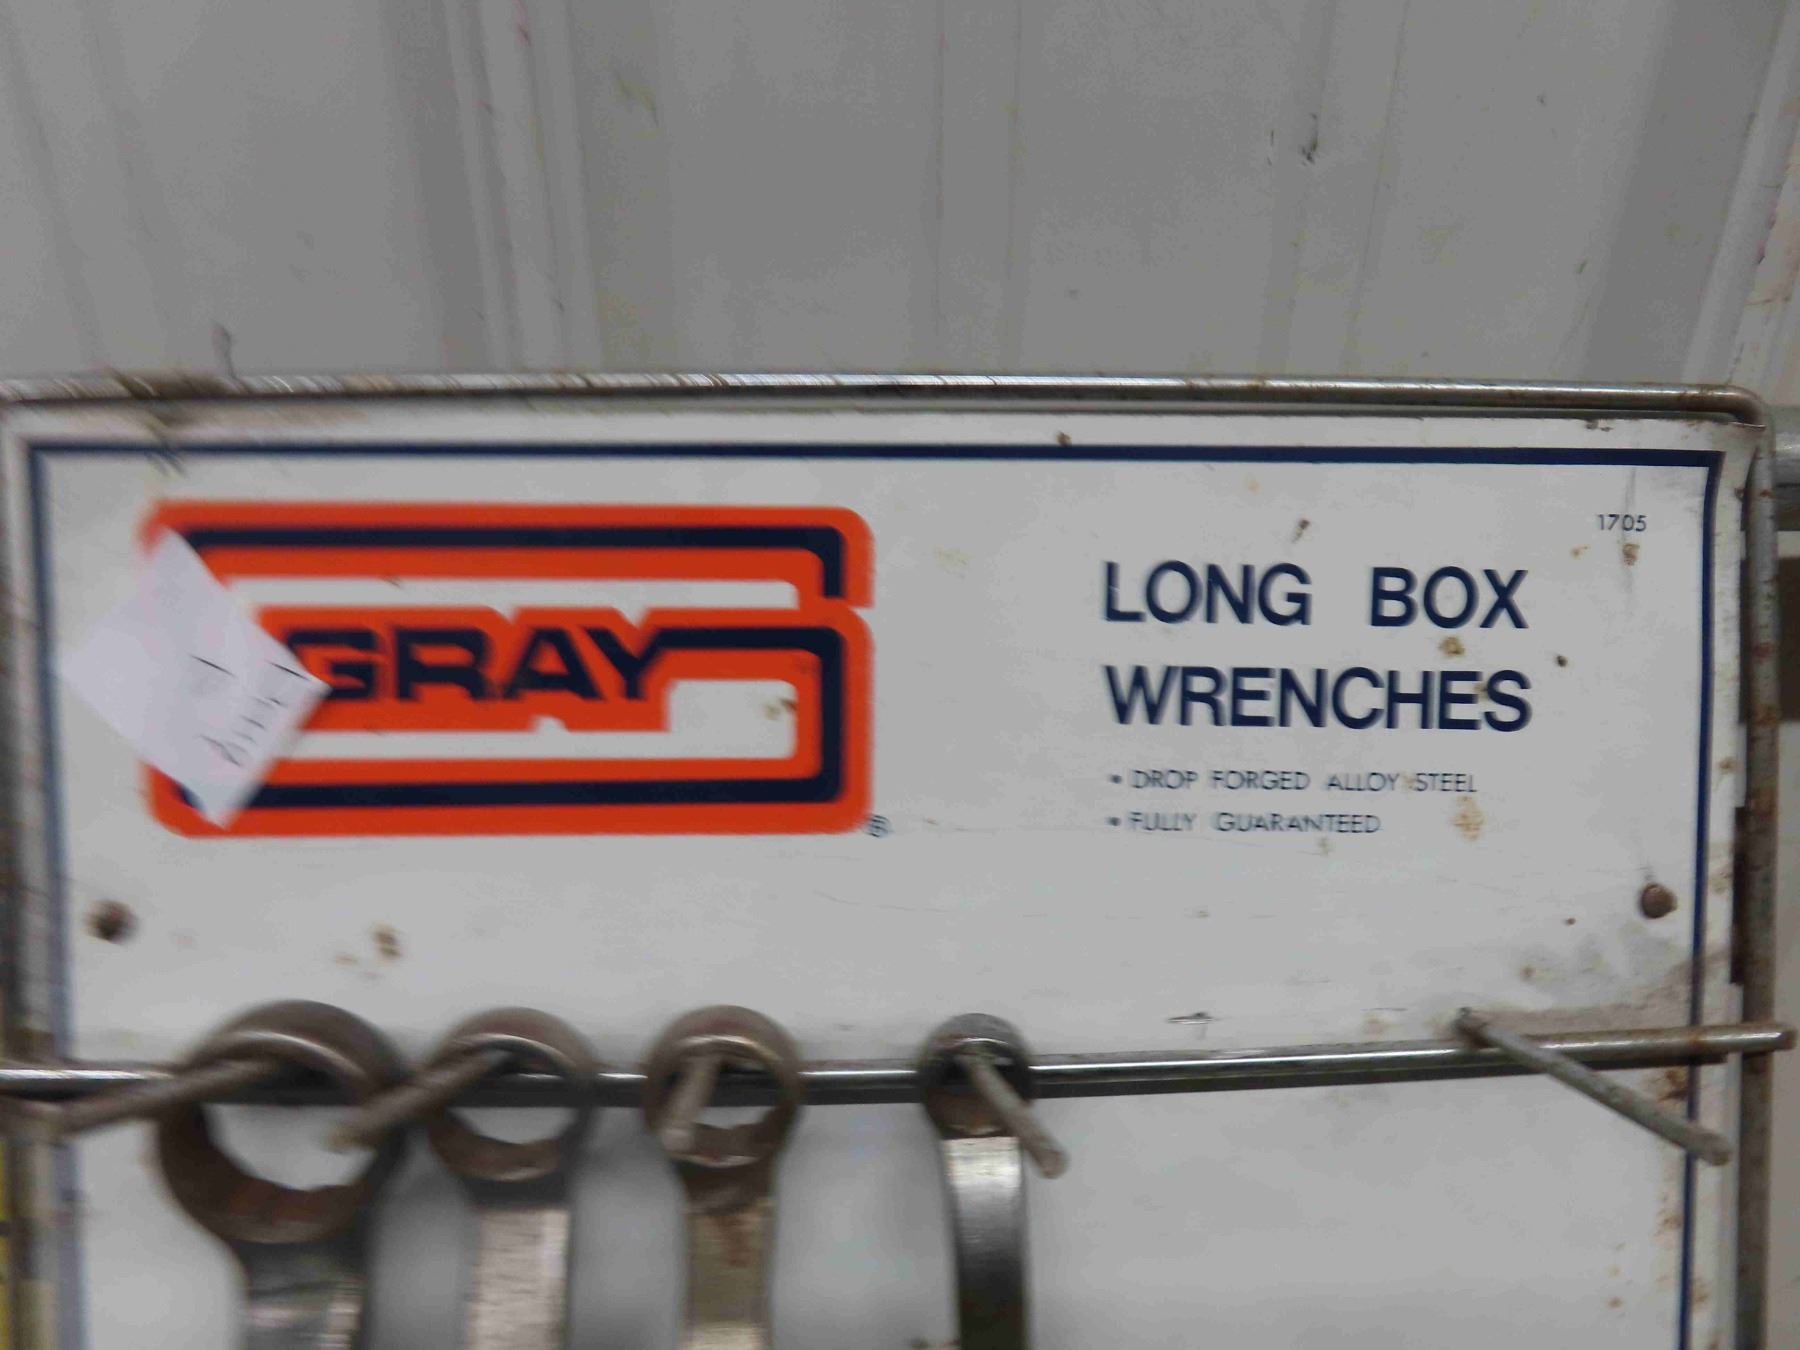 GRAY
®
1705
LONG BOX
WRENCHES
• DROP FORGED ALLOY STEEL
• FULLY GUARANTEED